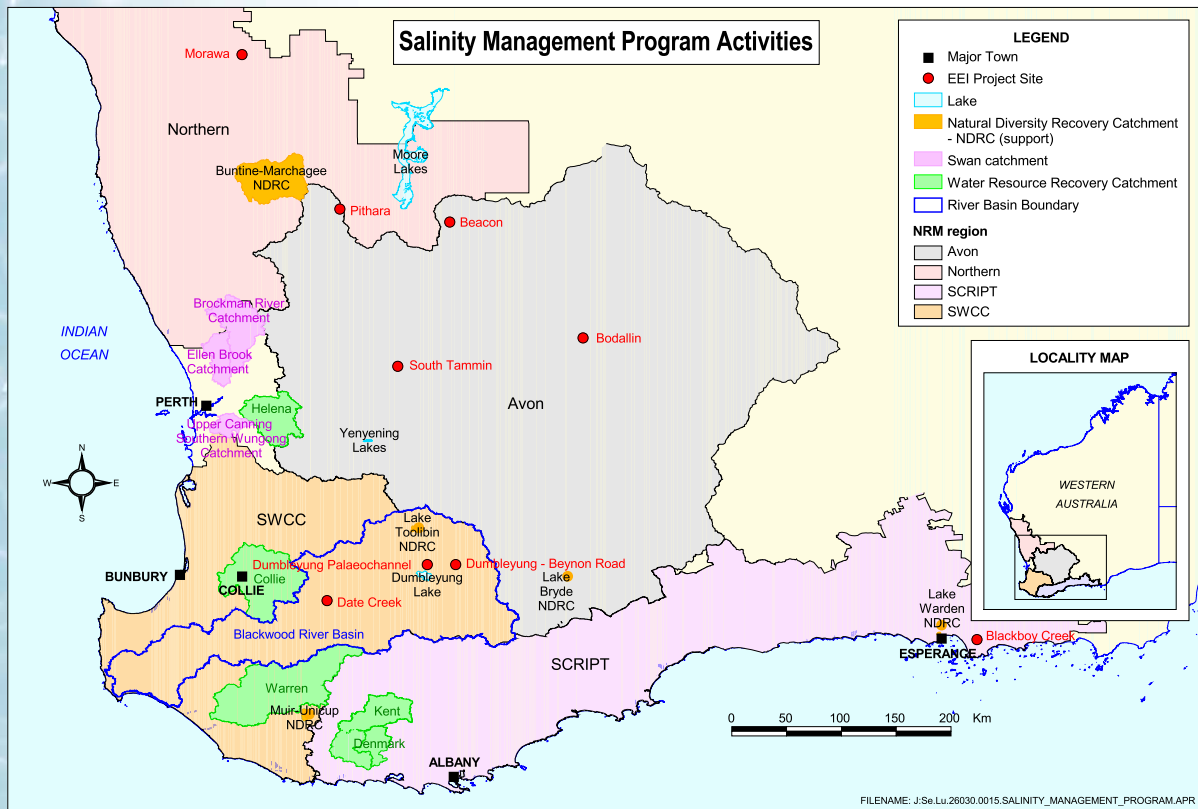 Salinity Management Program Activities
LEGEND
Major Town
EEI Project Site
Lake
Natural Diversity Recovery Catchment
- NDRC (support)
Swan catchment
Water Resource Recovery Catchment
River Basin Boundary
NRM region
Avon
Northern
SCRIPT
SWCC
Morawa
Northern
Moore
Lakes
Buntine-Marchagee
NDRC
Pithara
Beacon
Brockman River
Catchment
INDIAN
OCEAN
Ellen Brook
Catchment
Bodallin
South Tammin
PERTH
Helena
Avon
Upper Canning
Southern Wungong
Catchment
Yenyening
Lakes
N
W
E
S
LOCALITY MAP
WESTERN
AUSTRALIA
SWCC
Lake
Toolibin
NDRC
Dumbleyung Palaeochannel
Dumbleyung - Beynon Road
BUNBURY
Collie
COLLIE
Dumbleyung
Lake
Lake
Bryde
NDRC
Date Creek
Blackwood River Basin
Lake
Warden
NDRC
Blackboy Creek
ESPERANCE
SCRIPT
Warren
Muir-Unicup
NDRC
Kent
Denmark
ALBANY
0 50 100 150 200 Km
FILENAME: J:Se.Lu.26030.0015.SALINITY_MANAGEMENT_PROGRAM.APR